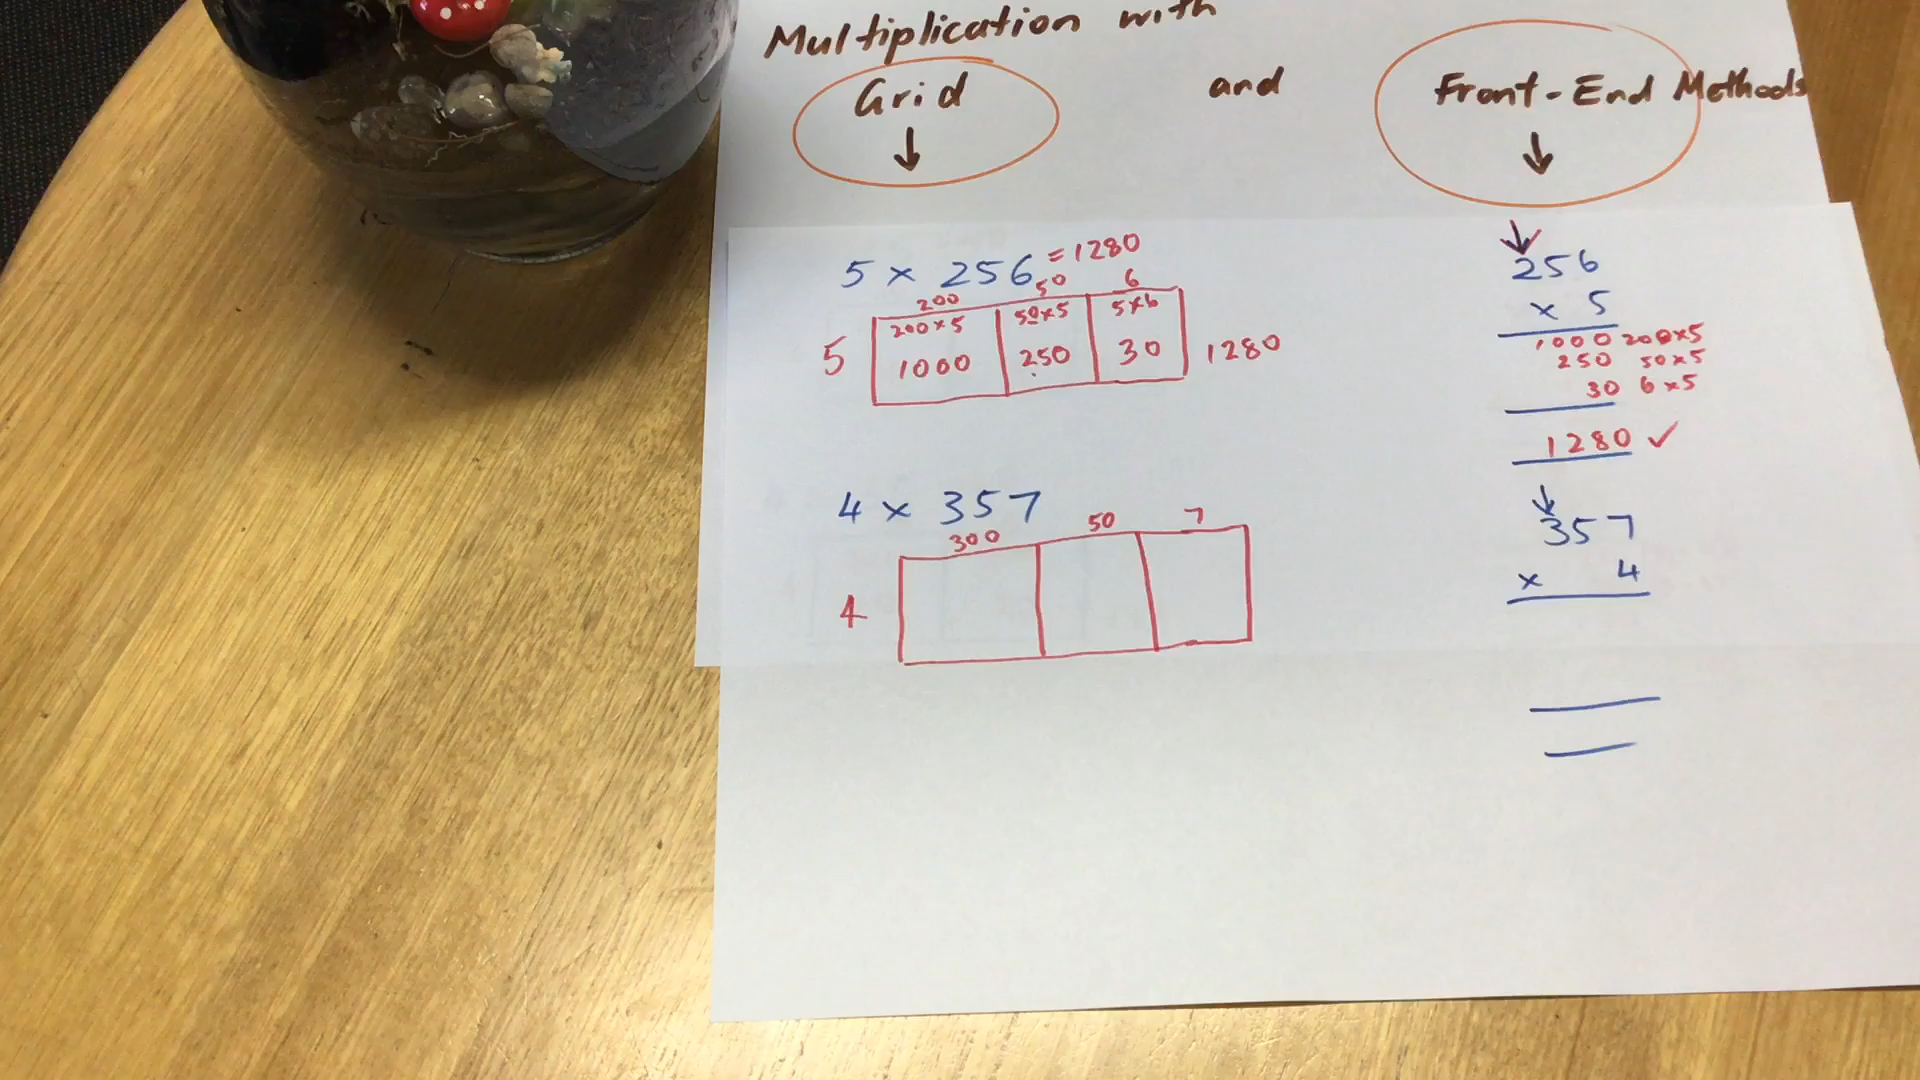 Multiplication with
Grid and Front-End Methods
↓ ↓
5 × 256 = 1280
200 50 6
200×5 50×5 5×6
5 1000 250 30 1280
256
× 5
1000 200×5
250 50×5
30 6×5
1280 ✓
4 × 357
300 50 7
4
357
× 4